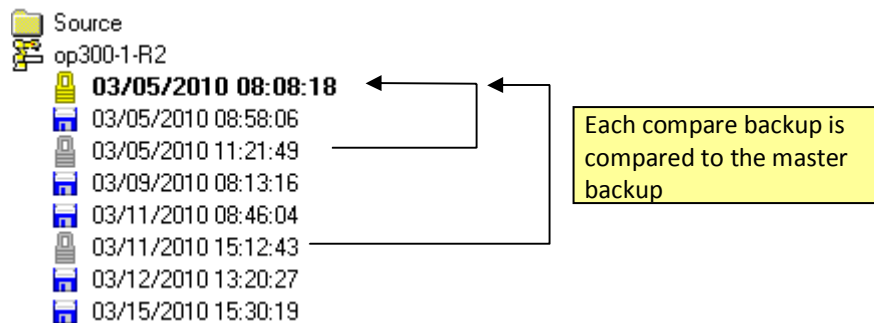 Source
op300-1-R2
03/05/2010 08:08:18
03/05/2010 08:58:06
03/05/2010 11:21:49
03/09/2010 08:13:16
03/11/2010 08:46:04
03/11/2010 15:12:43
03/12/2010 13:20:27
03/15/2010 15:30:19
Each compare backup is
compared to the master
backup